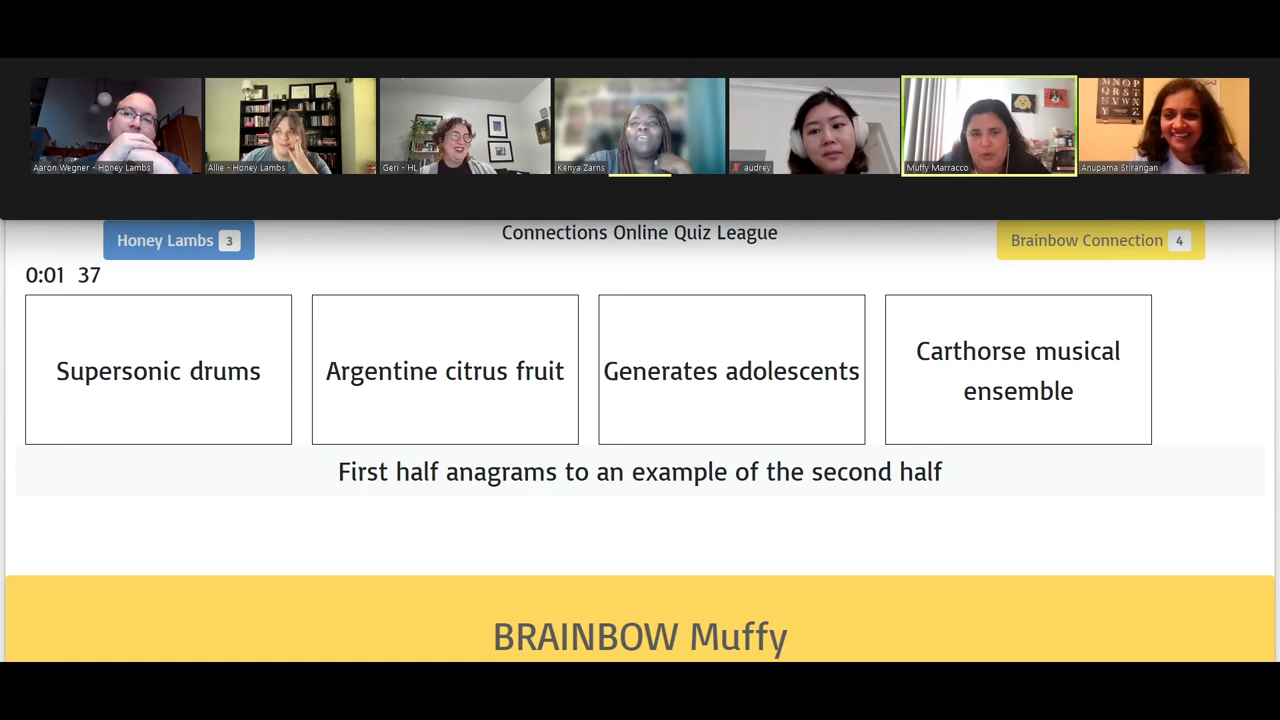 Aaron Wegner - Honey Lambs
Allie - Honey Lambs
Geri - HL
Kenya Zarns
audrey
Muffy Marracco
Anupama Srirangan
Honey Lambs 3
Connections Online Quiz League
Brainbow Connection 4
0:01 37
Supersonic drums
Argentine citrus fruit
Generates adolescents
Carthorse musical
ensemble
First half anagrams to an example of the second half
BRAINBOW Muffy